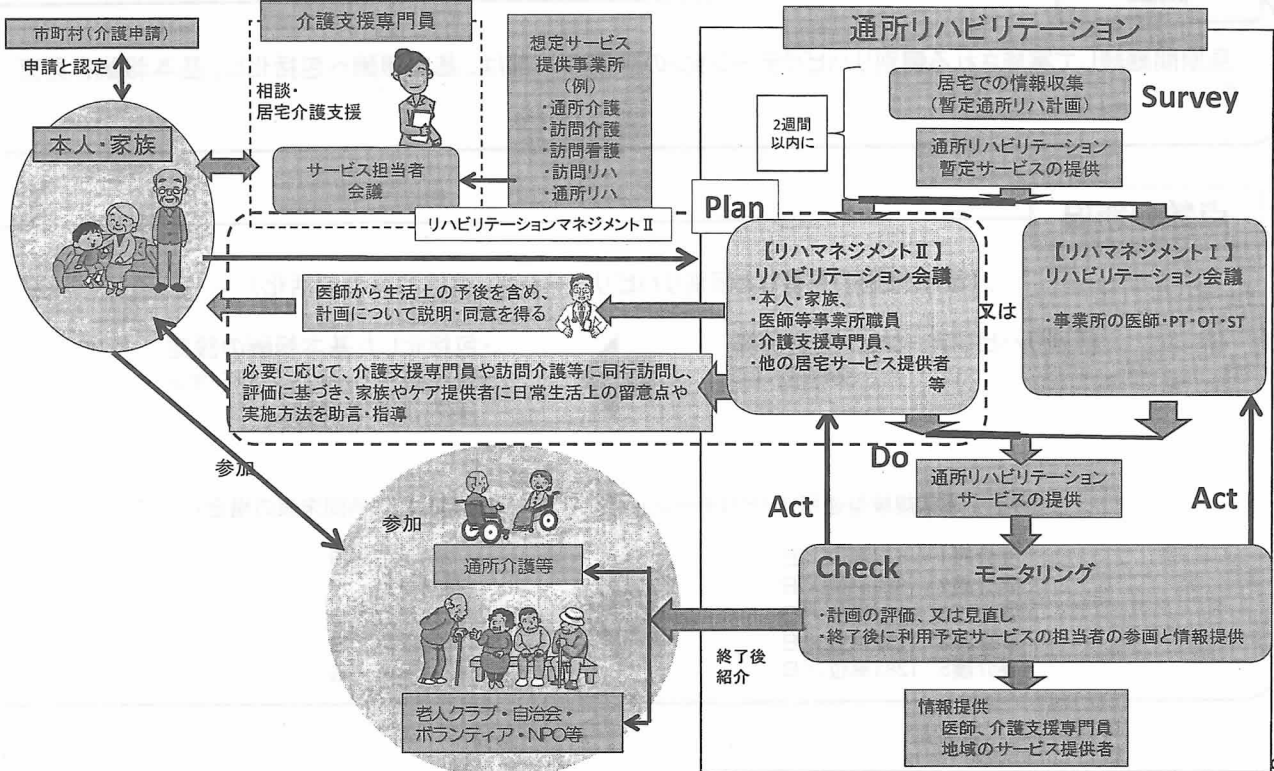 市町村(介護申請)
申請と認定
本人・家族
介護支援専門員
相談・
居宅介護支援
サービス担当者
会議
想定サービス
提供事業所
(例)
・通所介護
・訪問介護
・訪問看護
・訪問リハ
・通所リハ
通所リハビリテーション
2週間
以内に
居宅での情報収集
(暫定通所リハ計画)
Survey
通所リハビリテーション
暫定サービスの提供
リハビリテーションマネジメントⅡ
Plan
【リハマネジメントⅡ】
リハビリテーション会議
・本人・家族、
・医師等事業所職員
・介護支援専門員、
・他の居宅サービス提供者
等
又は
【リハマネジメントⅠ】
リハビリテーション会議
・事業所の医師・PT・OT・ST
医師から生活上の予後を含め、
計画について説明・同意を得る
必要に応じて、介護支援専門員や訪問介護等に同行訪問し、
評価に基づき、家族やケア提供者に日常生活上の留意点や
実施方法を助言・指導
Do
通所リハビリテーション
サービスの提供
Act
Act
Check
モニタリング
・計画の評価、又は見直し
・終了後に利用予定サービスの担当者の参画と情報提供
参加
参加
通所介護等
老人クラブ・自治会・
ボランティア・NPO等
終了後
紹介
情報提供
医師、介護支援専門員
地域のサービス提供者